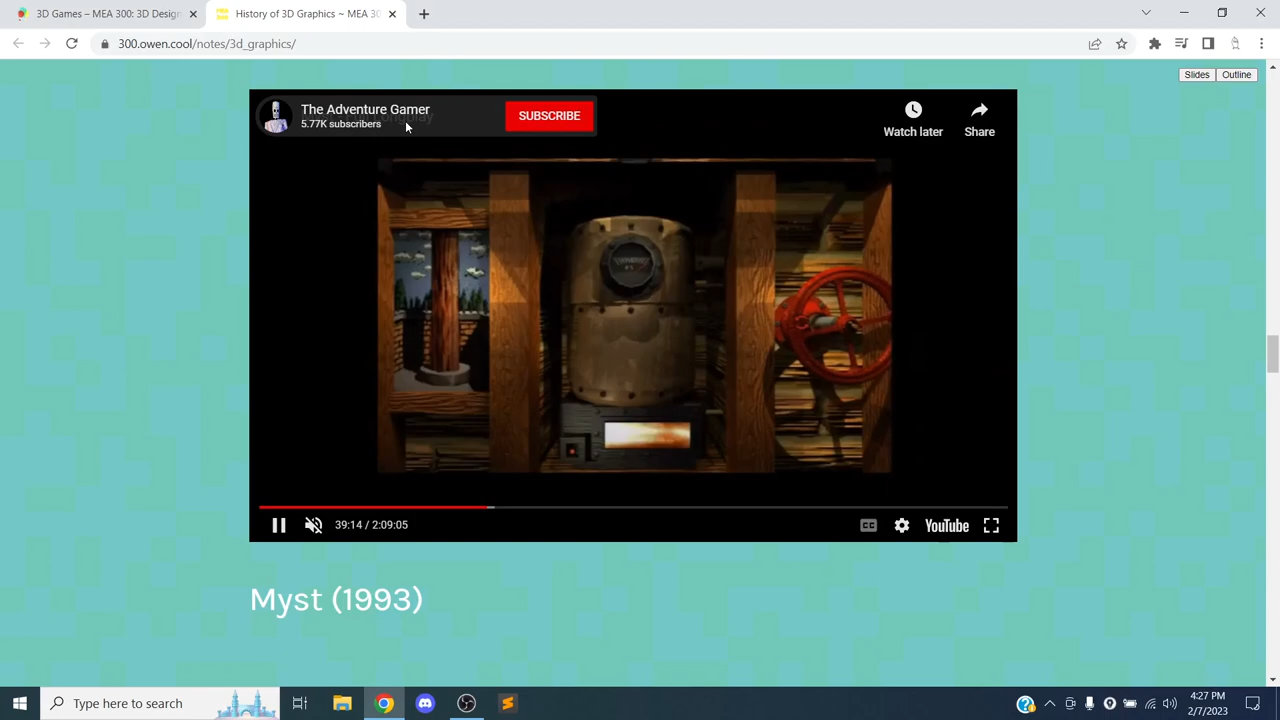 3D Games – MEA 300: 3D Design
History of 3D Graphics ~ MEA 30
300.owen.cool/notes/3d_graphics/
Slides
Outline
The Adventure Gamer
5.77K subscribers
SUBSCRIBE
Watch later
Share
39:14 / 2:09:05
CC
YouTube
Myst (1993)
Type here to search
4:27 PM
2/7/2023